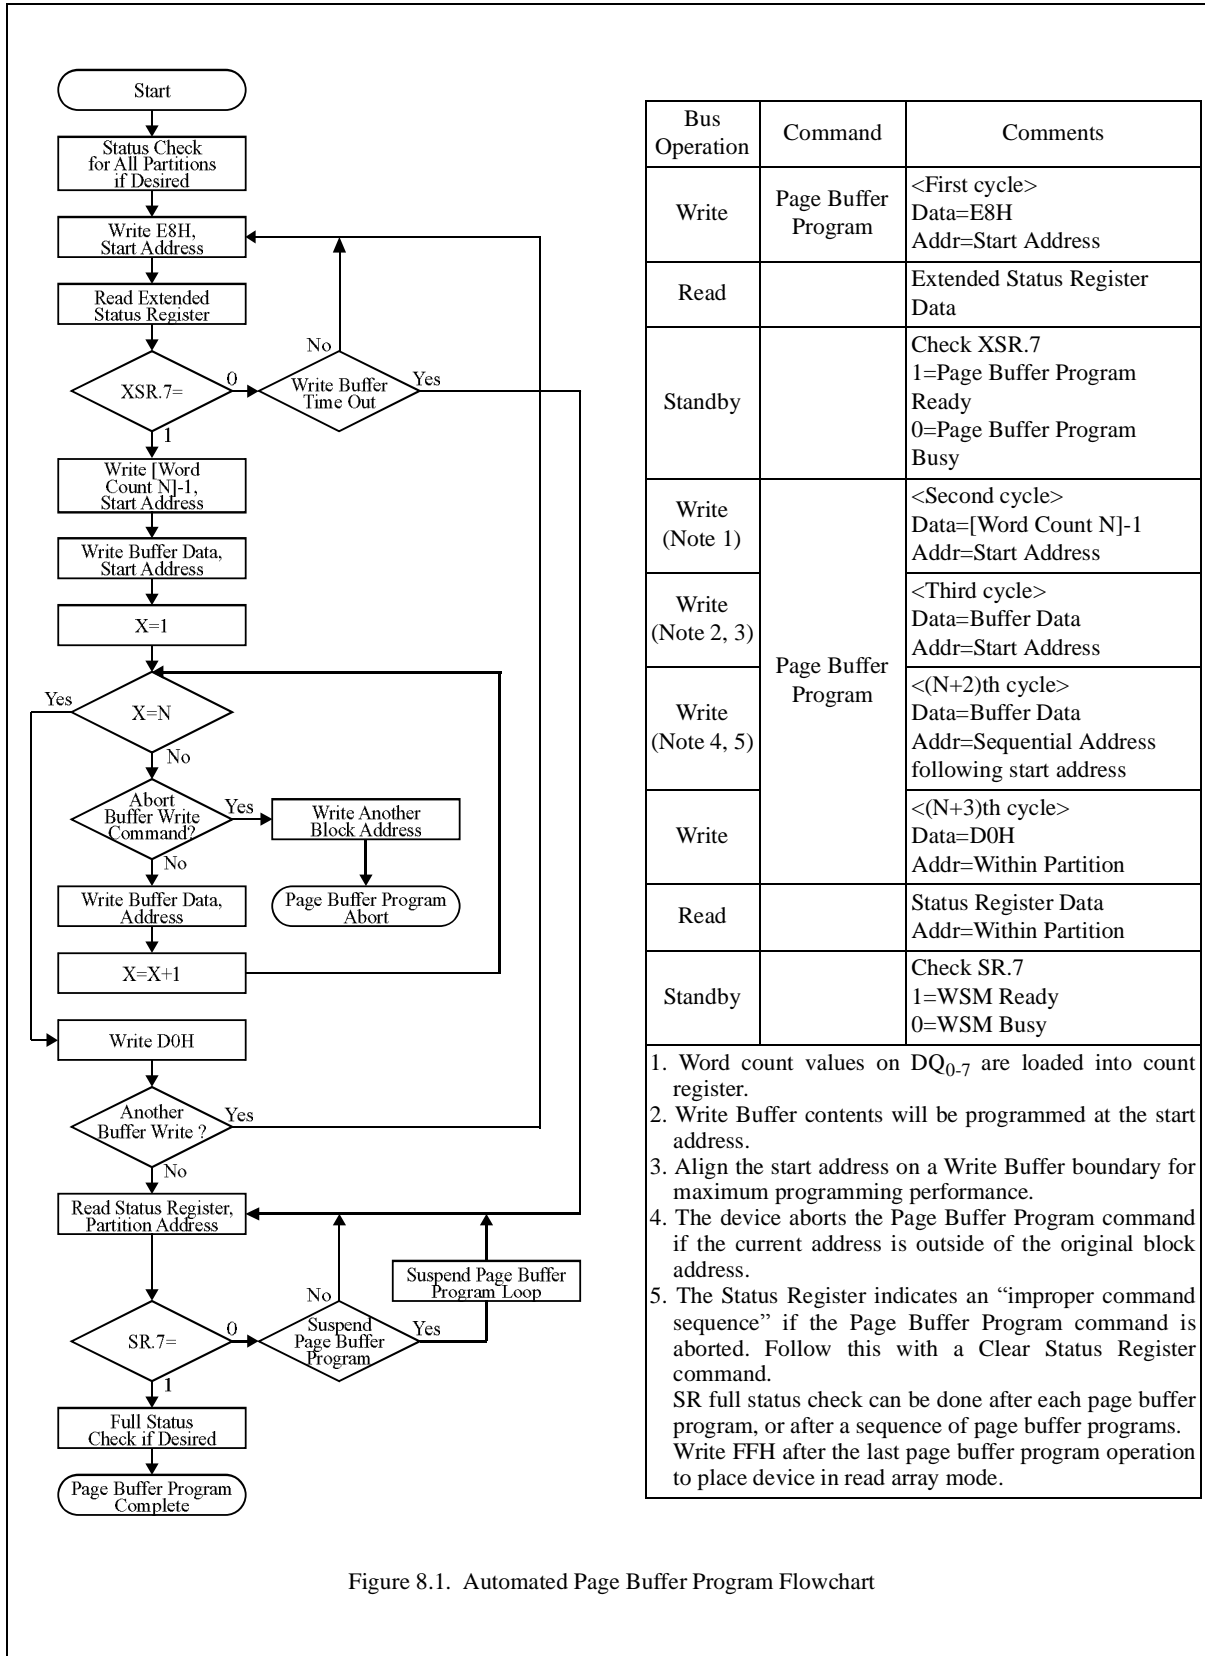 Start
Status Check
for All Partitions
if Desired
Write E8H,
Start Address
Read Extended
Status Register
XSR.7=
0
1
Write Buffer
Time Out
No
Yes
Write [Word
Count N]-1,
Start Address
Write Buffer Data,
Start Address
X=1
X=N
Yes
No
Abort
Buffer Write
Command?
Yes
No
Write Another
Block Address
Page Buffer Program
Abort
Write Buffer Data,
Address
X=X+1
Write D0H
Another
Buffer Write ?
Yes
No
Read Status Register,
Partition Address
SR.7=
0
1
Suspend
Page Buffer
Program
No
Yes
Suspend Page Buffer
Program Loop
Full Status
Check if Desired
Page Buffer Program
Complete
Bus
Operation
Command
Comments
Write
Page Buffer
Program
<First cycle>
Data=E8H
Addr=Start Address
Read
Extended Status Register
Data
Standby
Check XSR.7
1=Page Buffer Program
Ready
0=Page Buffer Program
Busy
Write
(Note 1)
Page Buffer
Program
<Second cycle>
Data=[Word Count N]-1
Addr=Start Address
Write
(Note 2, 3)
<Third cycle>
Data=Buffer Data
Addr=Start Address
Write
(Note 4, 5)
<(N+2)th cycle>
Data=Buffer Data
Addr=Sequential Address
following start address
Write
<(N+3)th cycle>
Data=D0H
Addr=Within Partition
Read
Status Register Data
Addr=Within Partition
Standby
Check SR.7
1=WSM Ready
0=WSM Busy
1. Word count values on DQ0-7 are loaded into count
register.
2. Write Buffer contents will be programmed at the start
address.
3. Align the start address on a Write Buffer boundary for
maximum programming performance.
4. The device aborts the Page Buffer Program command
if the current address is outside of the original block
address.
5. The Status Register indicates an “improper command
sequence” if the Page Buffer Program command is
aborted. Follow this with a Clear Status Register
command.
SR full status check can be done after each page buffer
program, or after a sequence of page buffer programs.
Write FFH after the last page buffer program operation
to place device in read array mode.
Figure 8.1. Automated Page Buffer Program Flowchart